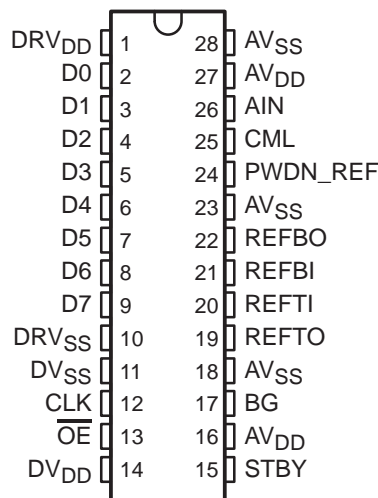 DRVDD 1 28 AVSS
D0 2 27 AVDD
D1 3 26 AIN
D2 4 25 CML
D3 5 24 PWDN_REF
D4 6 23 AVSS
D5 7 22 REFBO
D6 8 21 REFBI
D7 9 20 REFTI
DRVSS 10 19 REFTO
DVSS 11 18 AVSS
CLK 12 17 BG
O̅E̅ 13 16 AVDD
DVDD 14 15 STBY